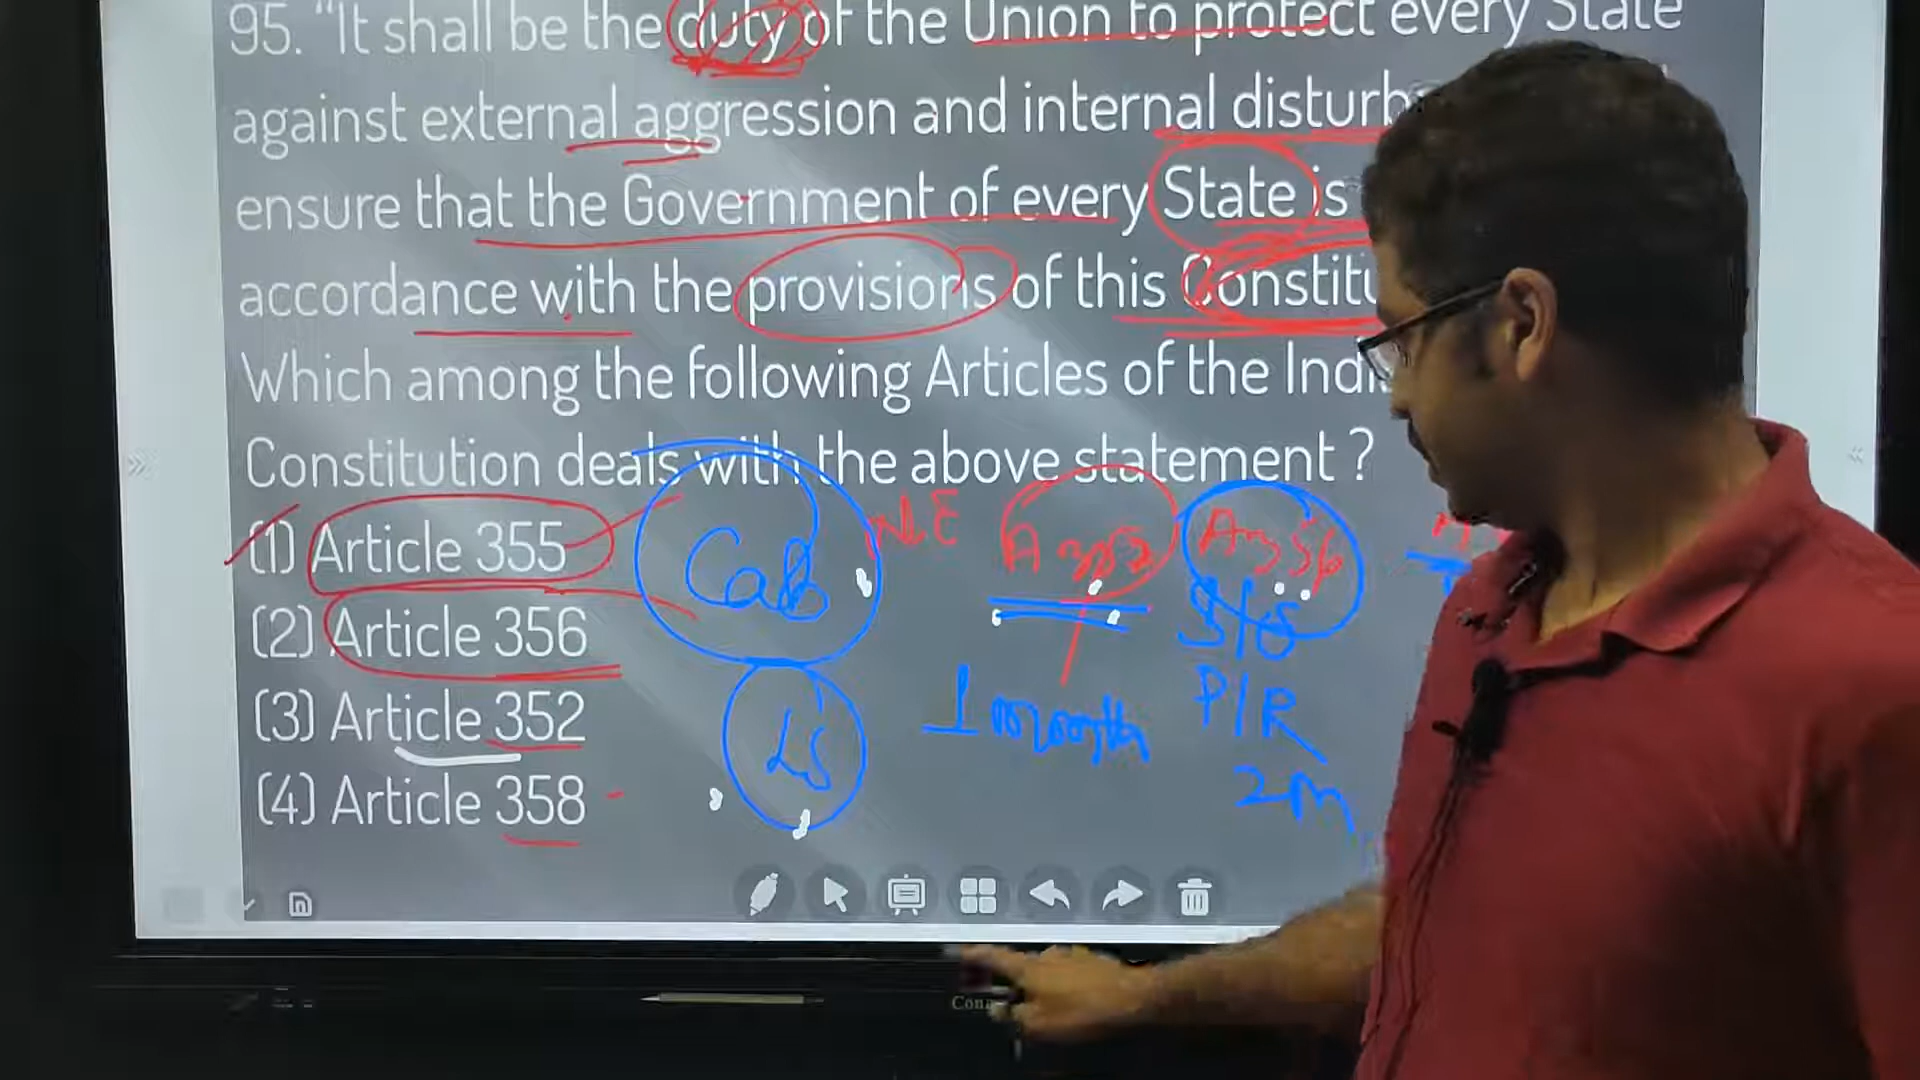 95. “It shall be the duty of the Union to protect every State
against external aggression and internal disturb
ensure that the Government of every State is
accordance with the provisions of this Constitu
Which among the following Articles of the Indi
Constitution deals with the above statement ?
(1) Article 355
(2) Article 356
(3) Article 352
(4) Article 358
Cab
N.E
A 352
A 356
S/S
LS
1 month
P/R
2M
Cona